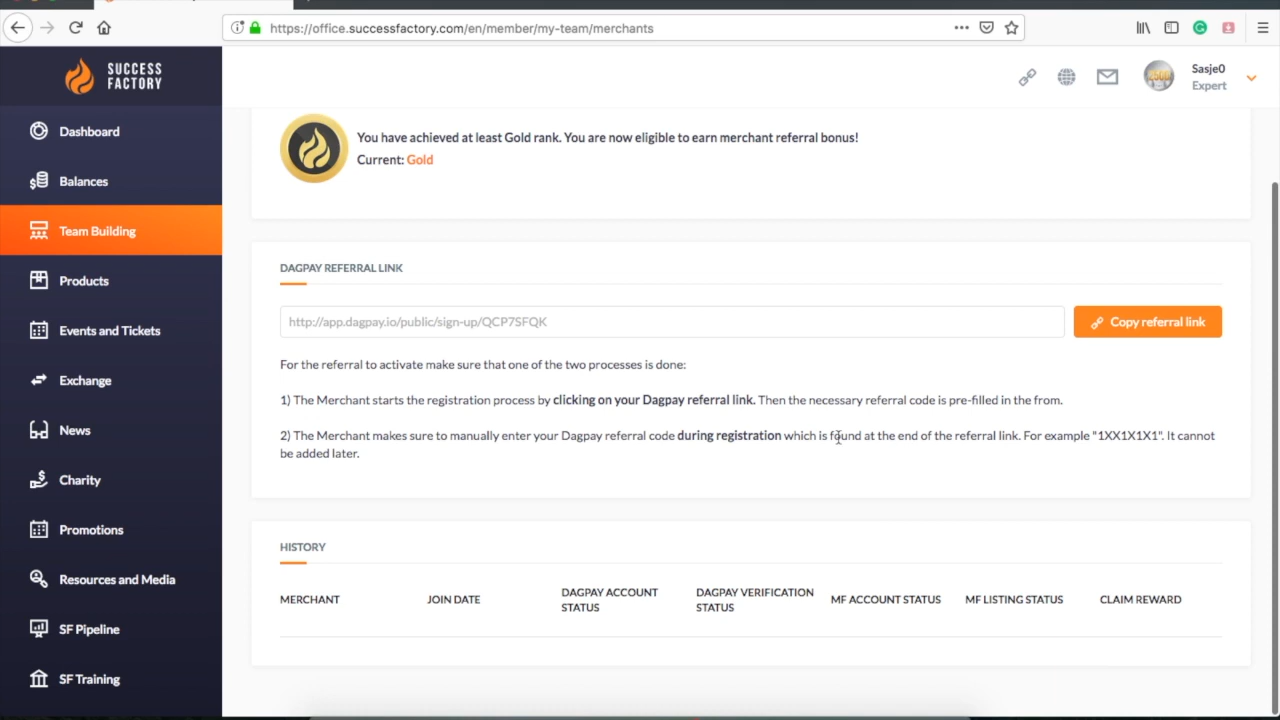 https://office.successfactory.com/en/member/my-team/merchants
SUCCESS
FACTORY
Sasje0
Expert
Dashboard
Balances
Team Building
Products
Events and Tickets
Exchange
News
Charity
Promotions
Resources and Media
SF Pipeline
SF Training
You have achieved at least Gold rank. You are now eligible to earn merchant referral bonus!
Current: Gold
DAGPAY REFERRAL LINK
http://app.dagpay.io/public/sign-up/QCP7SFQK
Copy referral link
For the referral to activate make sure that one of the two processes is done:
1) The Merchant starts the registration process by clicking on your Dagpay referral link. Then the necessary referral code is pre-filled in the from.
2) The Merchant makes sure to manually enter your Dagpay referral code during registration which is found at the end of the referral link. For example "1XX1X1X1". It cannot
be added later.
HISTORY
MERCHANT
JOIN DATE
DAGPAY ACCOUNT
STATUS
DAGPAY VERIFICATION
STATUS
MF ACCOUNT STATUS
MF LISTING STATUS
CLAIM REWARD